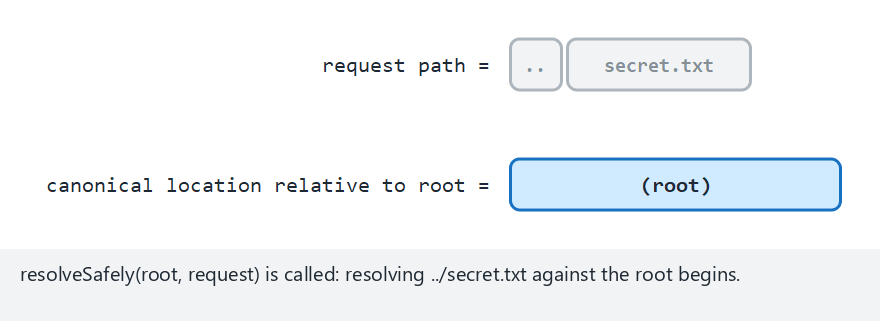 request path = .. secret.txt
canonical location relative to root = (root)
resolveSafely(root, request) is called: resolving ../secret.txt against the root begins.